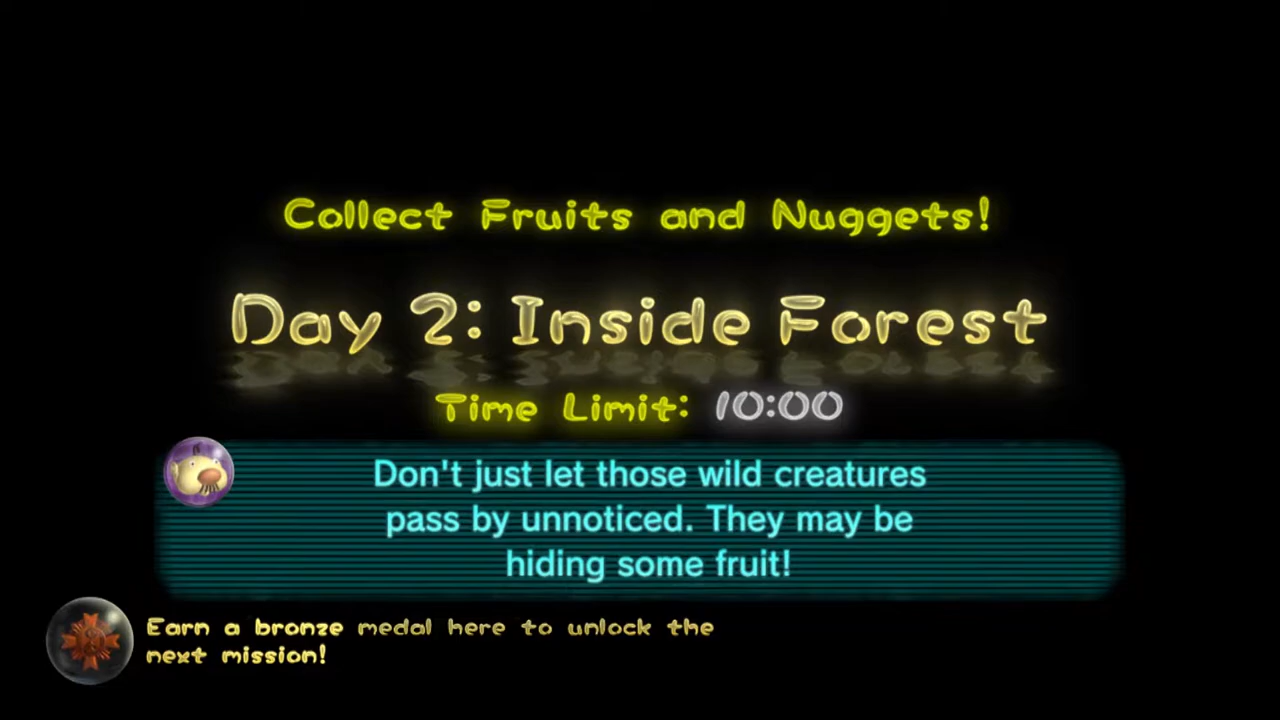 Collect Fruits and Nuggets!
Day 2: Inside Forest
Time Limit: 10:00
Don't just let those wild creatures
pass by unnoticed. They may be
hiding some fruit!
Earn a bronze medal here to unlock the
next mission!